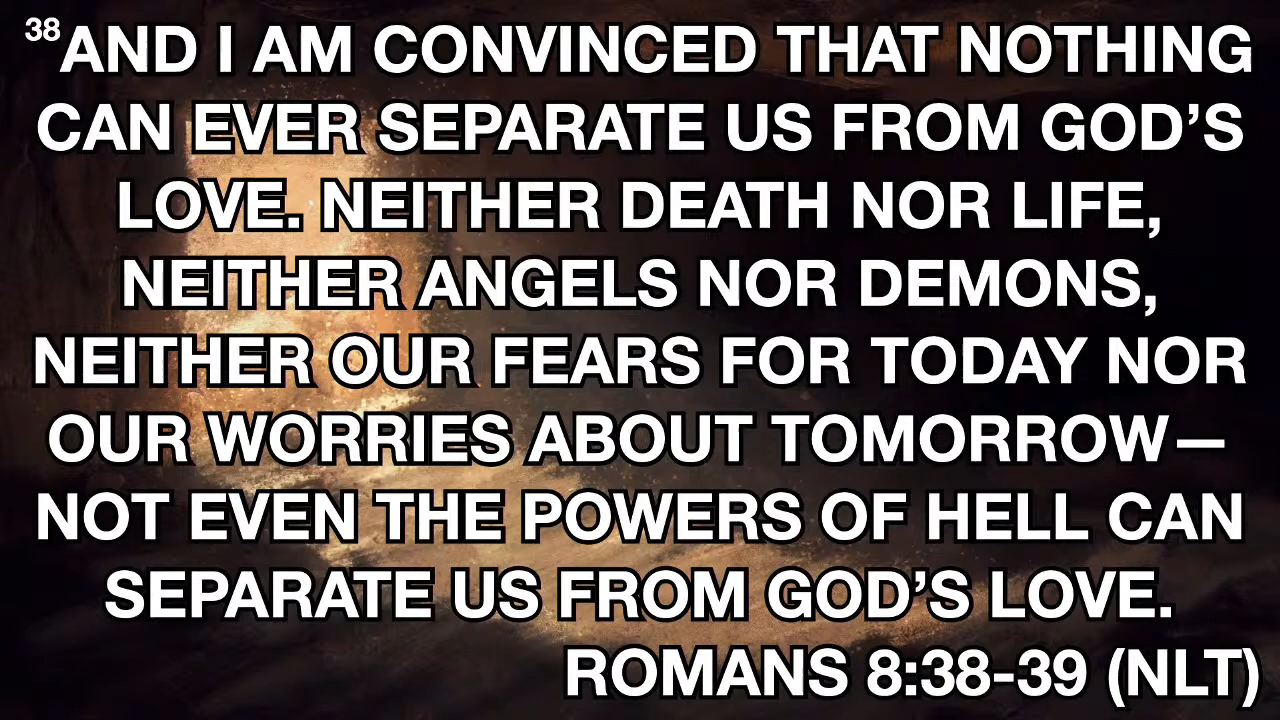 ³⁸AND I AM CONVINCED THAT NOTHING
CAN EVER SEPARATE US FROM GOD’S
LOVE. NEITHER DEATH NOR LIFE,
NEITHER ANGELS NOR DEMONS,
NEITHER OUR FEARS FOR TODAY NOR
OUR WORRIES ABOUT TOMORROW—
NOT EVEN THE POWERS OF HELL CAN
SEPARATE US FROM GOD’S LOVE.
ROMANS 8:38-39 (NLT)